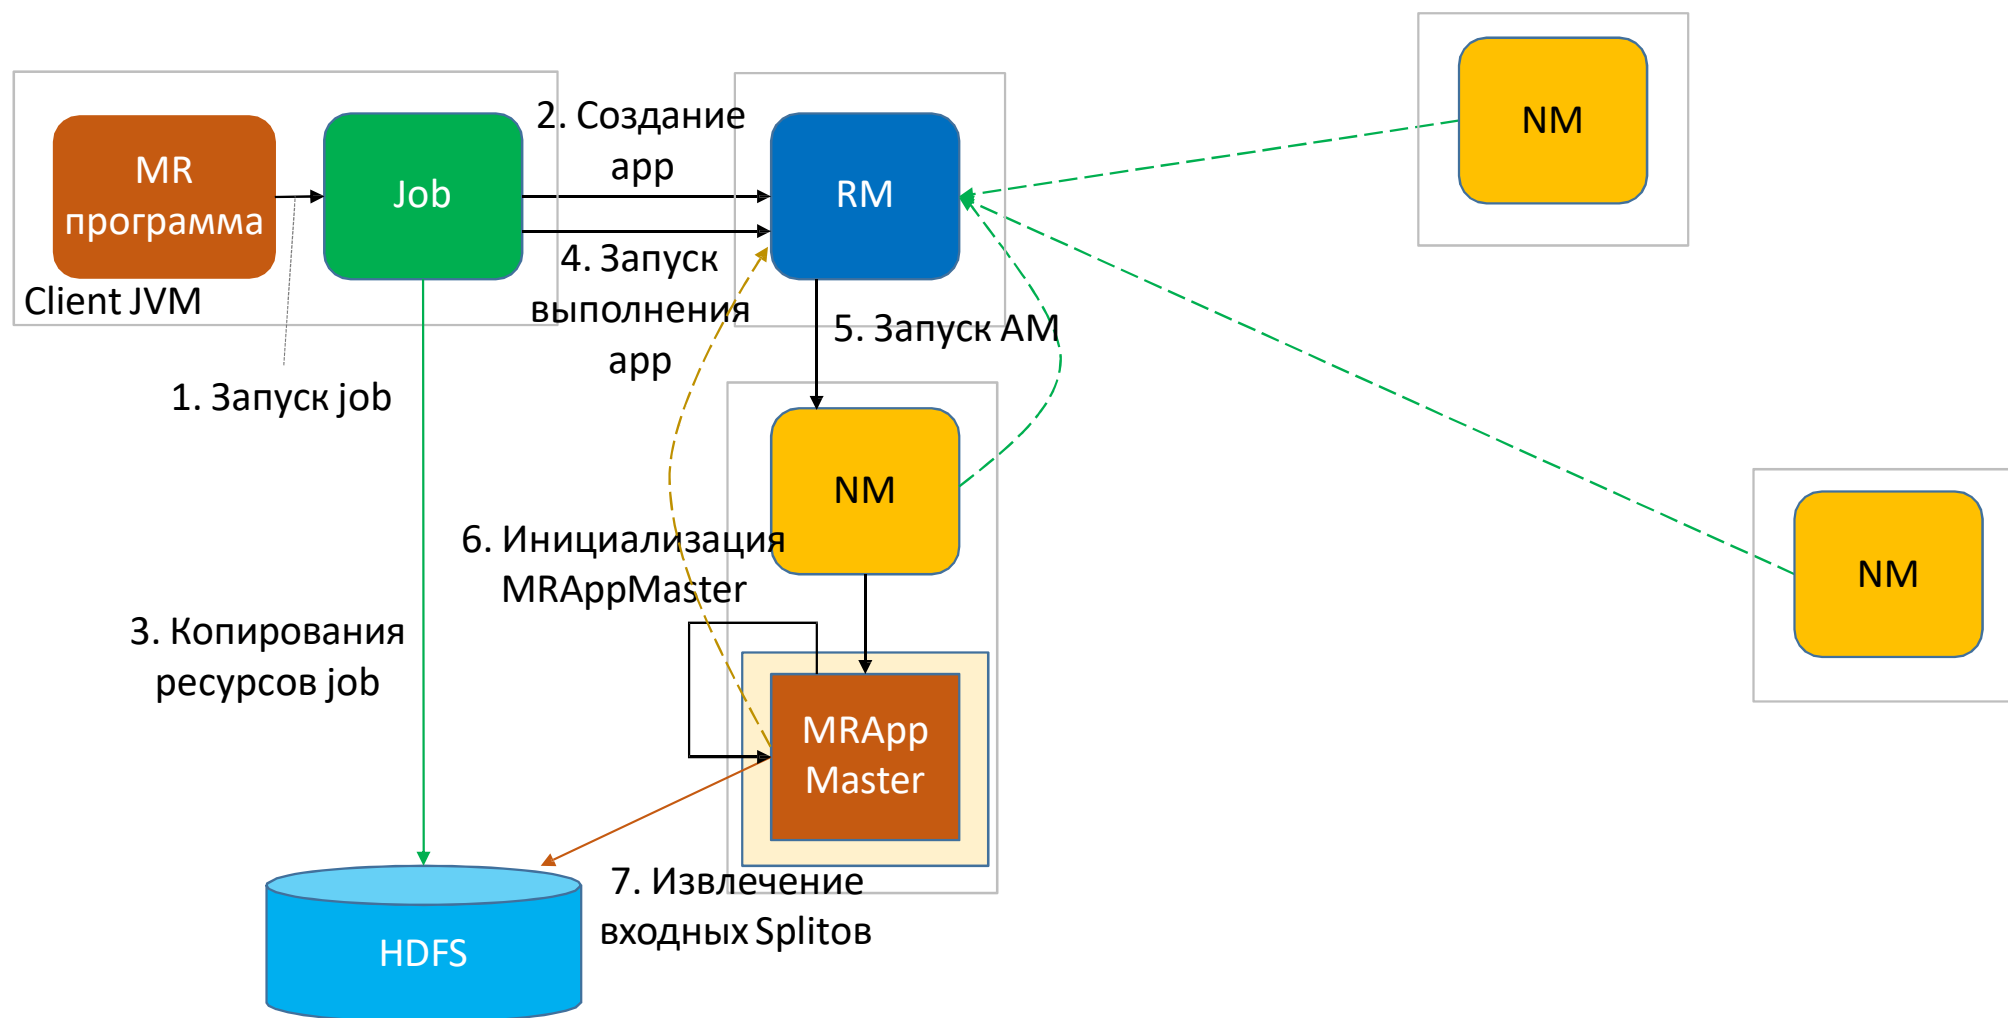 MR
программа
Client JVM
Job
1. Запуск job
2. Создание
app
4. Запуск
выполнения
app
RM
5. Запуск AM
NM
6. Инициализация
MRAppMaster
MRApp
Master
3. Копирования
ресурсов job
7. Извлечение
входных Splitов
HDFS
NM
NM